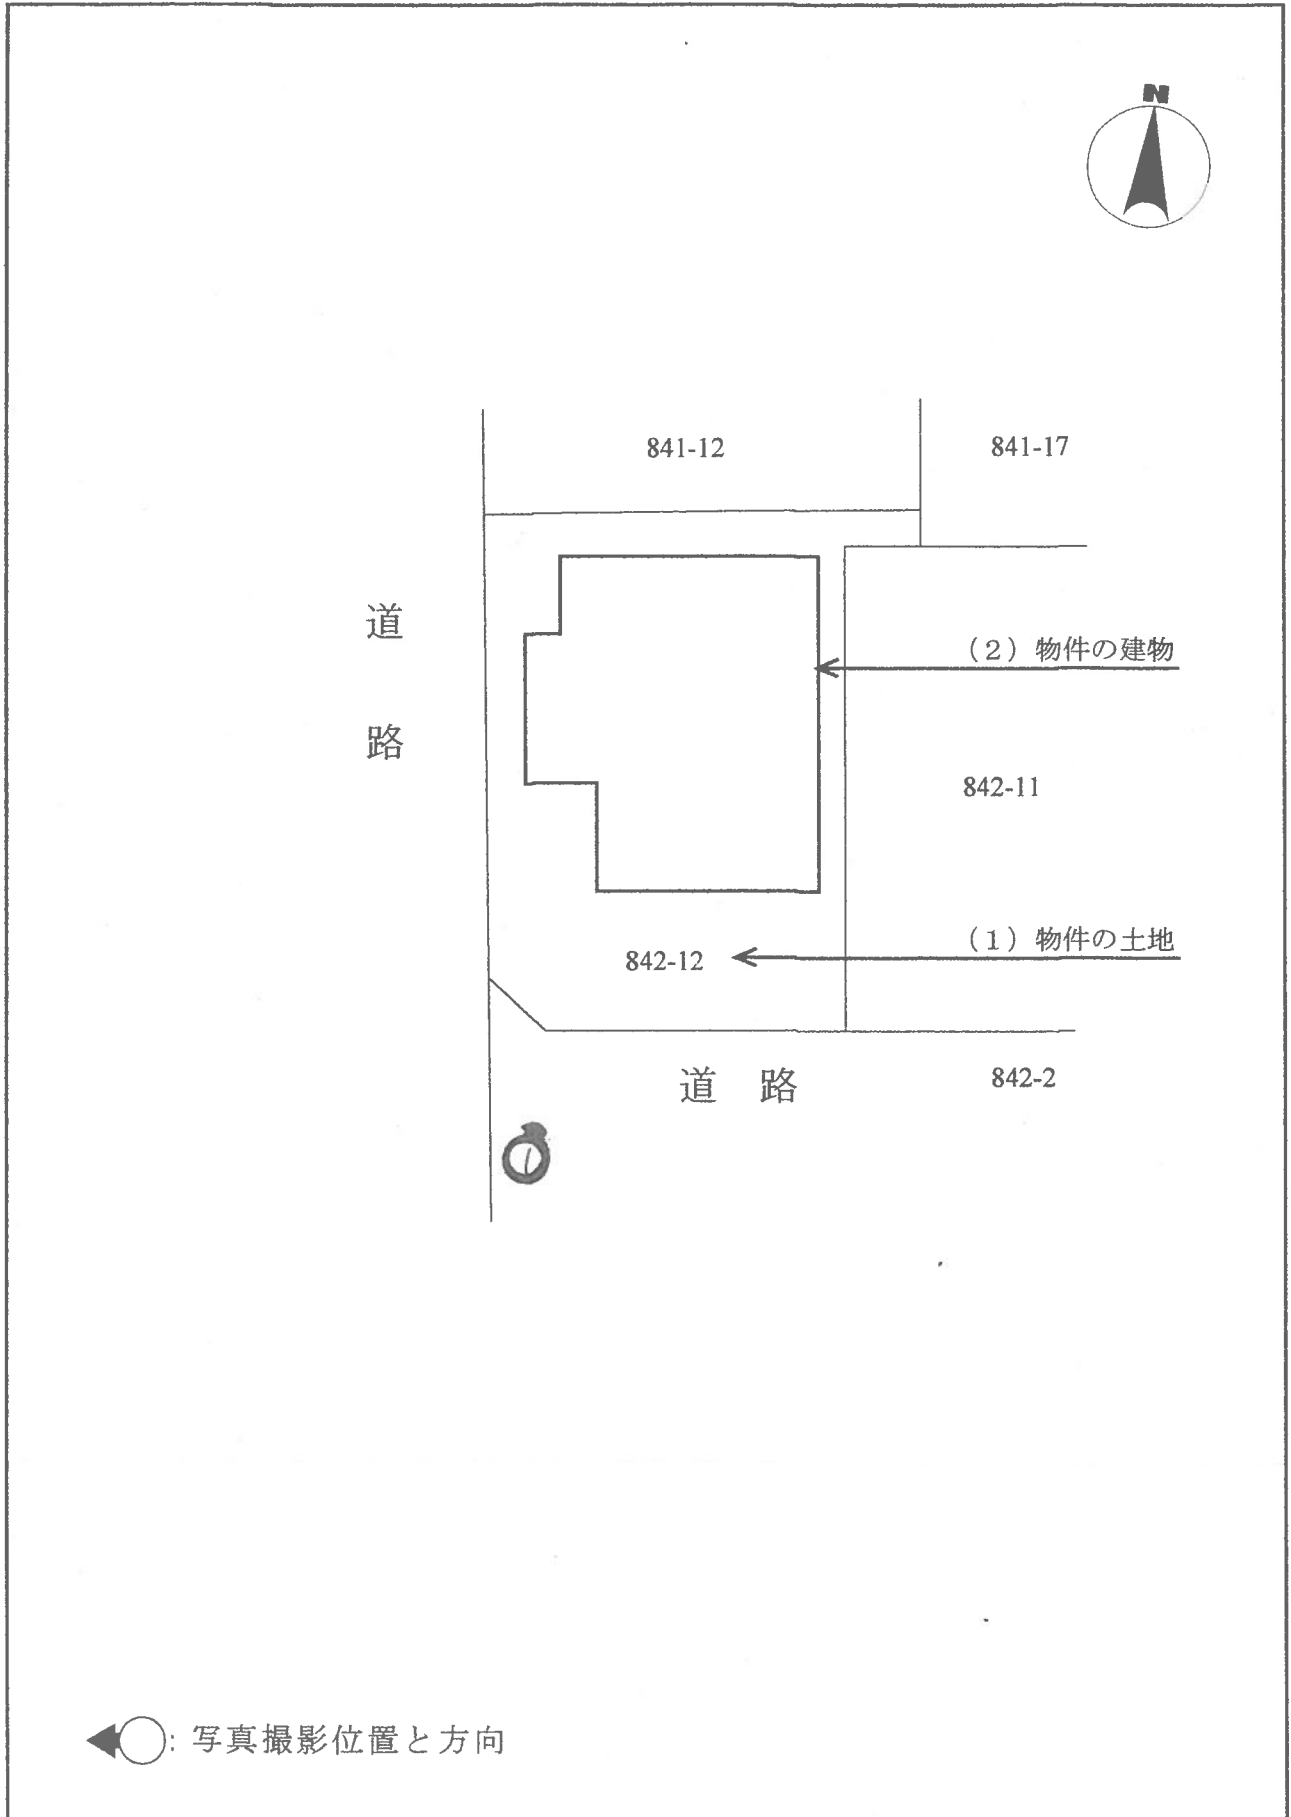 N
841-12
841-17
道
路
(2) 物件の建物
842-11
(1) 物件の土地
842-12
道 路
842-2
1
: 写真撮影位置と方向